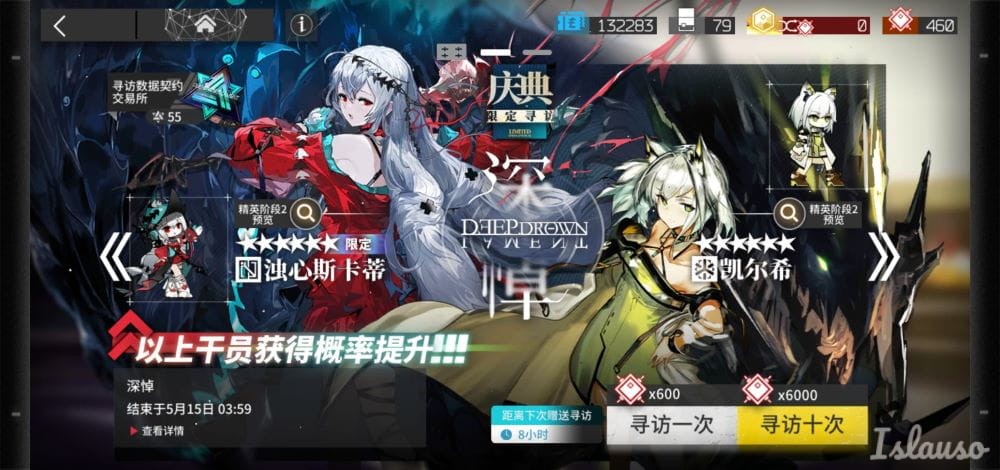 132283
79
0
460
寻访数据契约
交易所
55
庆典
限定寻访
LIMITED
深
DEEPDROWN
LAMENT
悼
精英阶段2
预览
★★★★★★ 限定
浊心斯卡蒂
精英阶段2
预览
★★★★★★
凯尔希
以上干员获得概率提升!!!
深悼
结束于5月15日 03:59
▶查看详情
距离下次赠送寻访
8小时
x600
寻访一次
x6000
寻访十次
Islauso